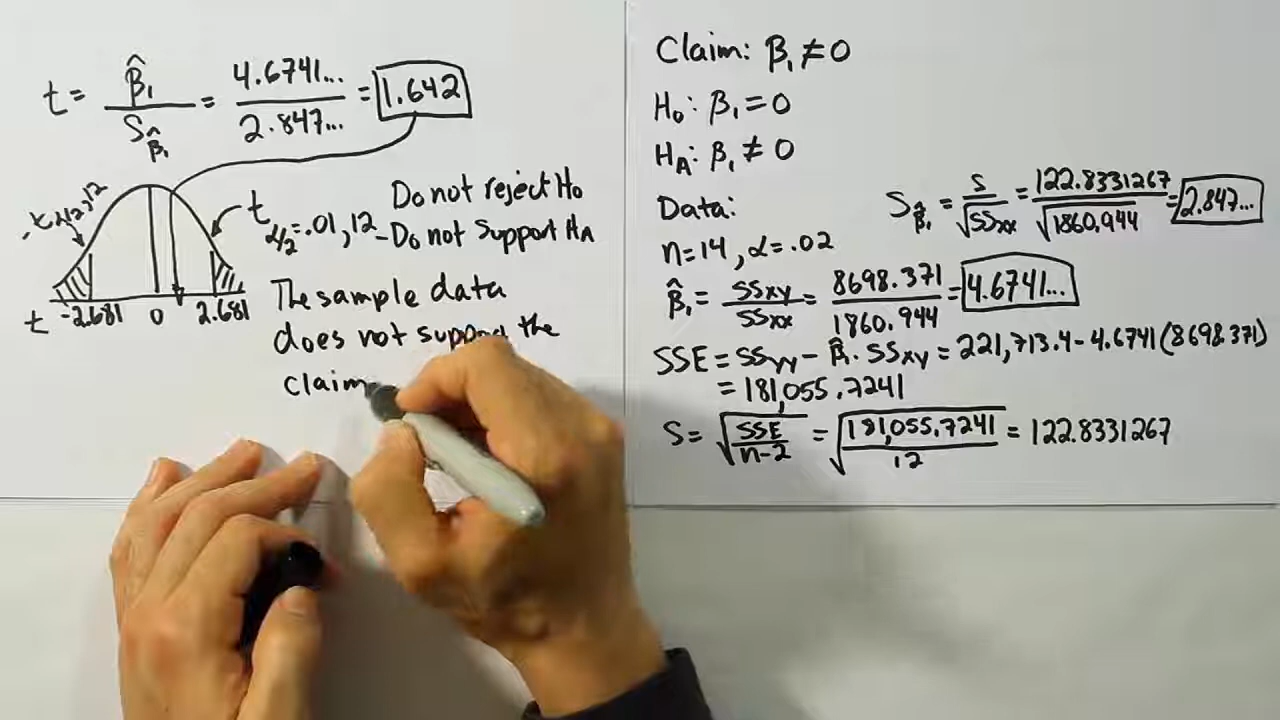 t = β̂₁ / S_β̂₁ = 4.6741... / 2.847... = 1.642
Do not reject H₀
t α/2=.01, 12 - Do not Support Hᴀ
t α/2, 12
t -2.681 0 2.681
The sample data
does not support the
claim
Claim: β₁ ≠ 0
H₀: β₁ = 0
Hᴀ: β₁ ≠ 0
Data:
S_β̂₁ = S / √SSxx = 122.8331267 / √1860.944 = 2.847...
n=14, α=.02
β̂₁ = SSxy / SSxx = 8698.371 / 1860.944 = 4.6741...
SSE = SSyy - β̂₁ · SSxy = 221,713.4 - 4.6741(8698.371)
= 181,055.7241
S = √(SSE / n-2) = √(181,055.7241 / 12) = 122.8331267